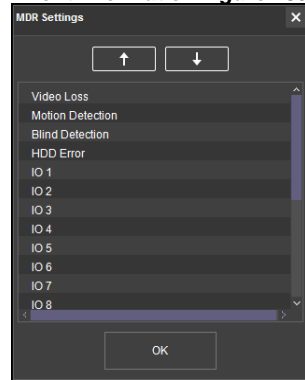 MDR Settings
Video Loss
Motion Detection
Blind Detection
HDD Error
IO 1
IO 2
IO 3
IO 4
IO 5
IO 6
IO 7
IO 8
OK